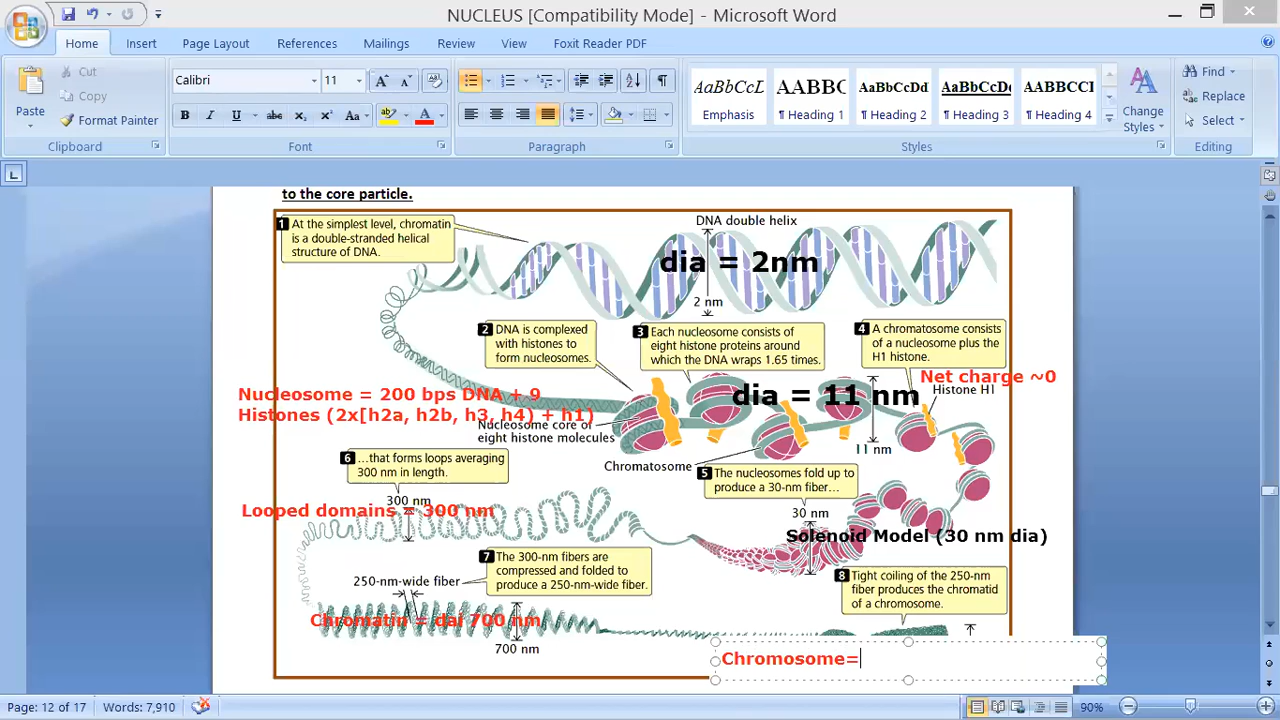 NUCLEUS [Compatibility Mode] - Microsoft Word
Home Insert Page Layout References Mailings Review View Foxit Reader PDF
Paste
Cut
Copy
Format Painter
Clipboard
Calibri 11
B I U abc x₂ x² Aa ab A
Font
Paragraph
AaBbCcL AABBC AaBbCcDd AaBbCcDc AABBCCI
Emphasis ¶ Heading 1 ¶ Heading 2 ¶ Heading 3 ¶ Heading 4
Styles
Change Styles
Find
Replace
Select
Editing
to the core particle.
1 At the simplest level, chromatin
is a double-stranded helical
structure of DNA.
DNA double helix
dia = 2nm
2 nm
2 DNA is complexed
with histones to
form nucleosomes.
3 Each nucleosome consists of
eight histone proteins around
which the DNA wraps 1.65 times.
4 A chromatosome consists
of a nucleosome plus the
H1 histone.
Net charge ~0
Histone H1
Nucleosome = 200 bps DNA + 9
Histones (2x[h2a, h2b, h3, h4) + h1)
dia = 11 nm
Nucleosome core of
eight histone molecules
11 nm
Chromatosome
6 …that forms loops averaging
300 nm in length.
5 The nucleosomes fold up to
produce a 30-nm fiber…
300 nm
Looped domains ~ 300 nm
30 nm
Solenoid Model (30 nm dia)
7 The 300-nm fibers are
compressed and folded to
produce a 250-nm-wide fiber.
250-nm-wide fiber
8 Tight coiling of the 250-nm
fiber produces the chromatid
of a chromosome.
Chromatin = dai 700 nm
700 nm
Chromosome=
Page: 12 of 17 Words: 7,910 90%